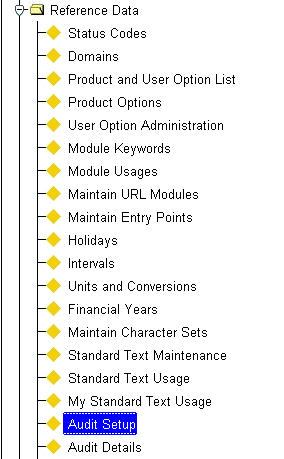 Reference Data
Status Codes
Domains
Product and User Option List
Product Options
User Option Administration
Module Keywords
Module Usages
Maintain URL Modules
Maintain Entry Points
Holidays
Intervals
Units and Conversions
Financial Years
Maintain Character Sets
Standard Text Maintenance
Standard Text Usage
My Standard Text Usage
Audit Setup
Audit Details